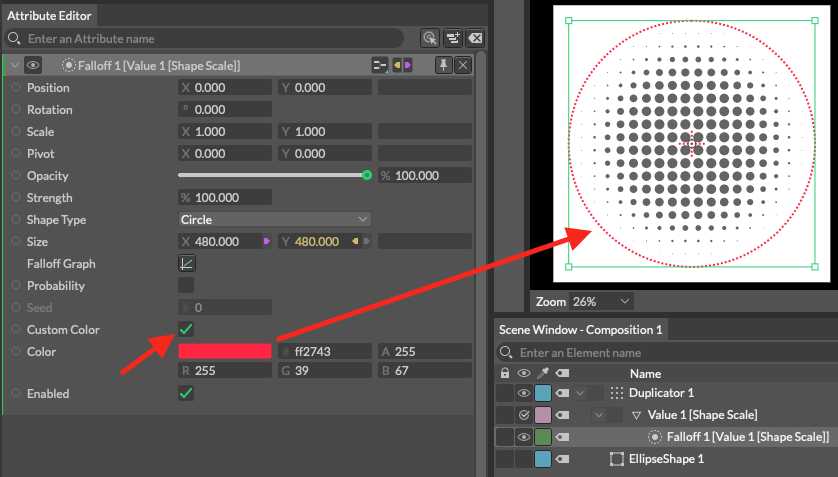 Attribute Editor
Enter an Attribute name
Falloff 1 [Value 1 [Shape Scale]]
Position X 0.000 Y 0.000
Rotation ° 0.000
Scale X 1.000 Y 1.000
Pivot X 0.000 Y 0.000
Opacity % 100.000
Strength % 100.000
Shape Type Circle
Size X 480.000 Y 480.000
Falloff Graph
Probability
Seed # 0
Custom Color
Color # ff2743 A 255
R 255 G 39 B 67
Enabled
Zoom 26%
Scene Window - Composition 1
Enter an Element name
Name
Duplicator 1
Value 1 [Shape Scale]
Falloff 1 [Value 1 [Shape Scale]]
EllipseShape 1